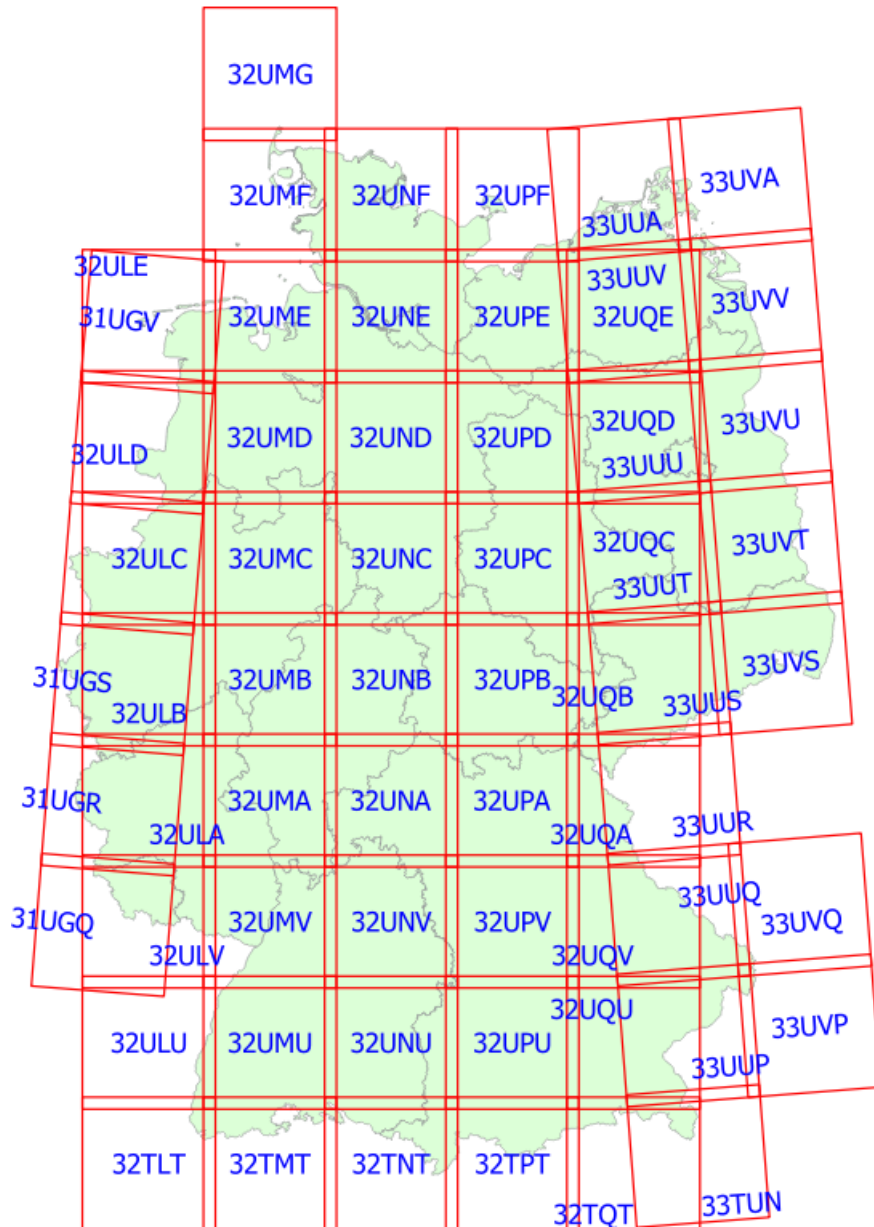 32UMG
32UMF 32UNF 32UPF 33UUA 33UVA
32ULE 33UUV
31UGV 32UME 32UNE 32UPE 32UQE 33UVV
32ULD 32UMD 32UND 32UPD 32UQD 33UVU
33UUU
32ULC 32UMC 32UNC 32UPC 32UQC 33UVT
33UUT
31UGS 32UMB 32UNB 32UPB 33UVS
32ULB 32UQB 33UUS
31UGR 32UMA 32UNA 32UPA
32ULA 32UQA 33UUR
31UGQ 32UMV 32UNV 32UPV 33UUQ 33UVQ
32ULV 32UQV
32UQU
32ULU 32UMU 32UNU 32UPU 33UUP 33UVP
32TLT 32TMT 32TNT 32TPT
32TQT 33TUN